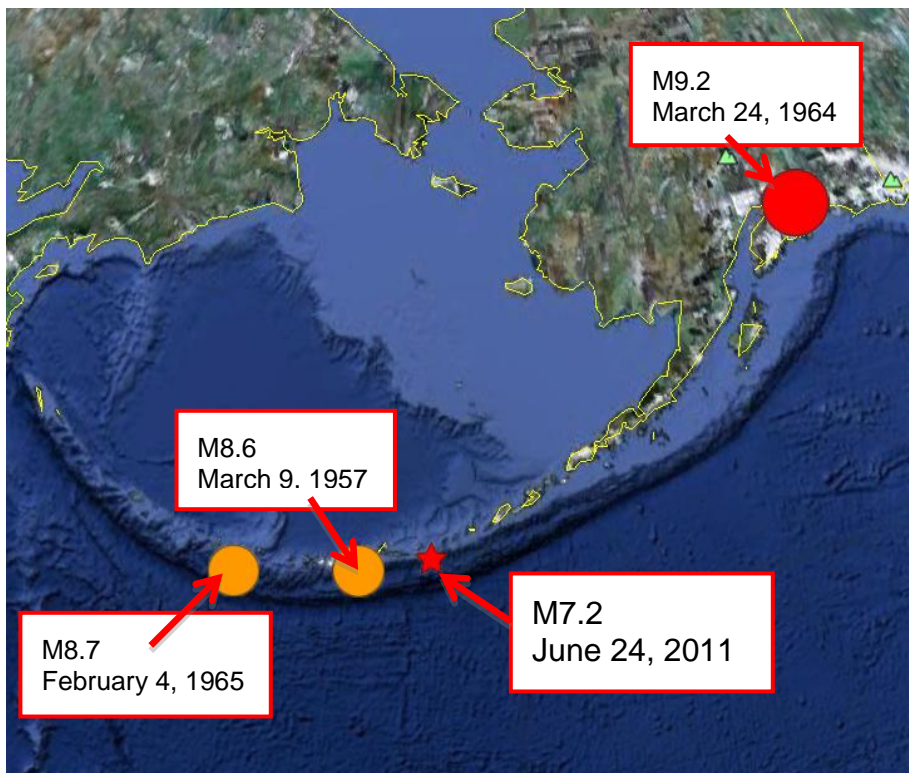 M9.2
March 24, 1964
M8.6
March 9. 1957
M7.2
June 24, 2011
M8.7
February 4, 1965